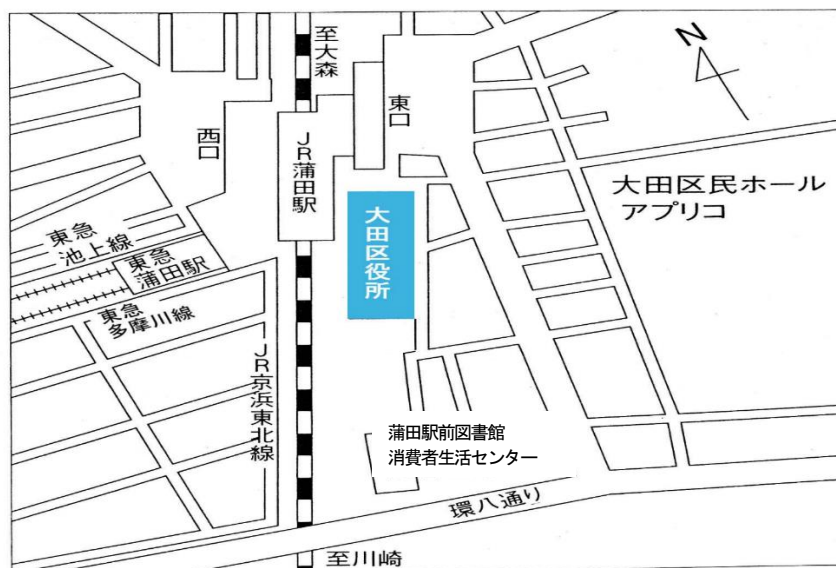 至大森
N
東口
西口
JR蒲田駅
大田区民ホール
アプリコ
大田区役所
東急
池上線
東急
蒲田駅
東急
多摩川線
JR京浜東北線
蒲田駅前図書館
消費者生活センター
環八通り
至川崎